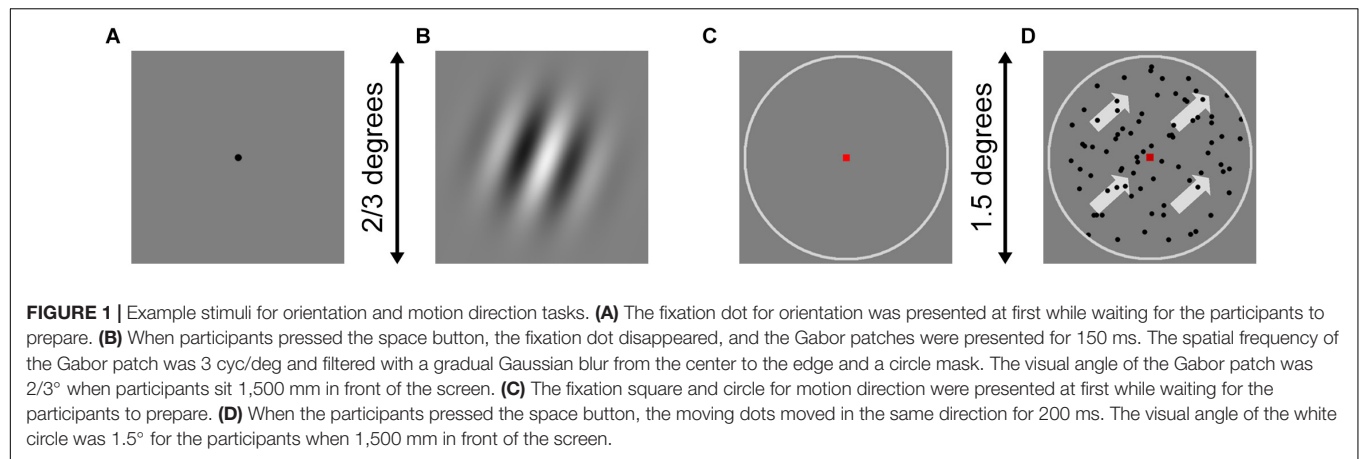 A
B
C
D
2/3 degrees
1.5 degrees
FIGURE 1 | Example stimuli for orientation and motion direction tasks. (A) The fixation dot for orientation was presented at first while waiting for the participants to
prepare. (B) When participants pressed the space button, the fixation dot disappeared, and the Gabor patches were presented for 150 ms. The spatial frequency of
the Gabor patch was 3 cyc/deg and filtered with a gradual Gaussian blur from the center to the edge and a circle mask. The visual angle of the Gabor patch was
2/3° when participants sit 1,500 mm in front of the screen. (C) The fixation square and circle for motion direction were presented at first while waiting for the
participants to prepare. (D) When the participants pressed the space button, the moving dots moved in the same direction for 200 ms. The visual angle of the white
circle was 1.5° for the participants when 1,500 mm in front of the screen.